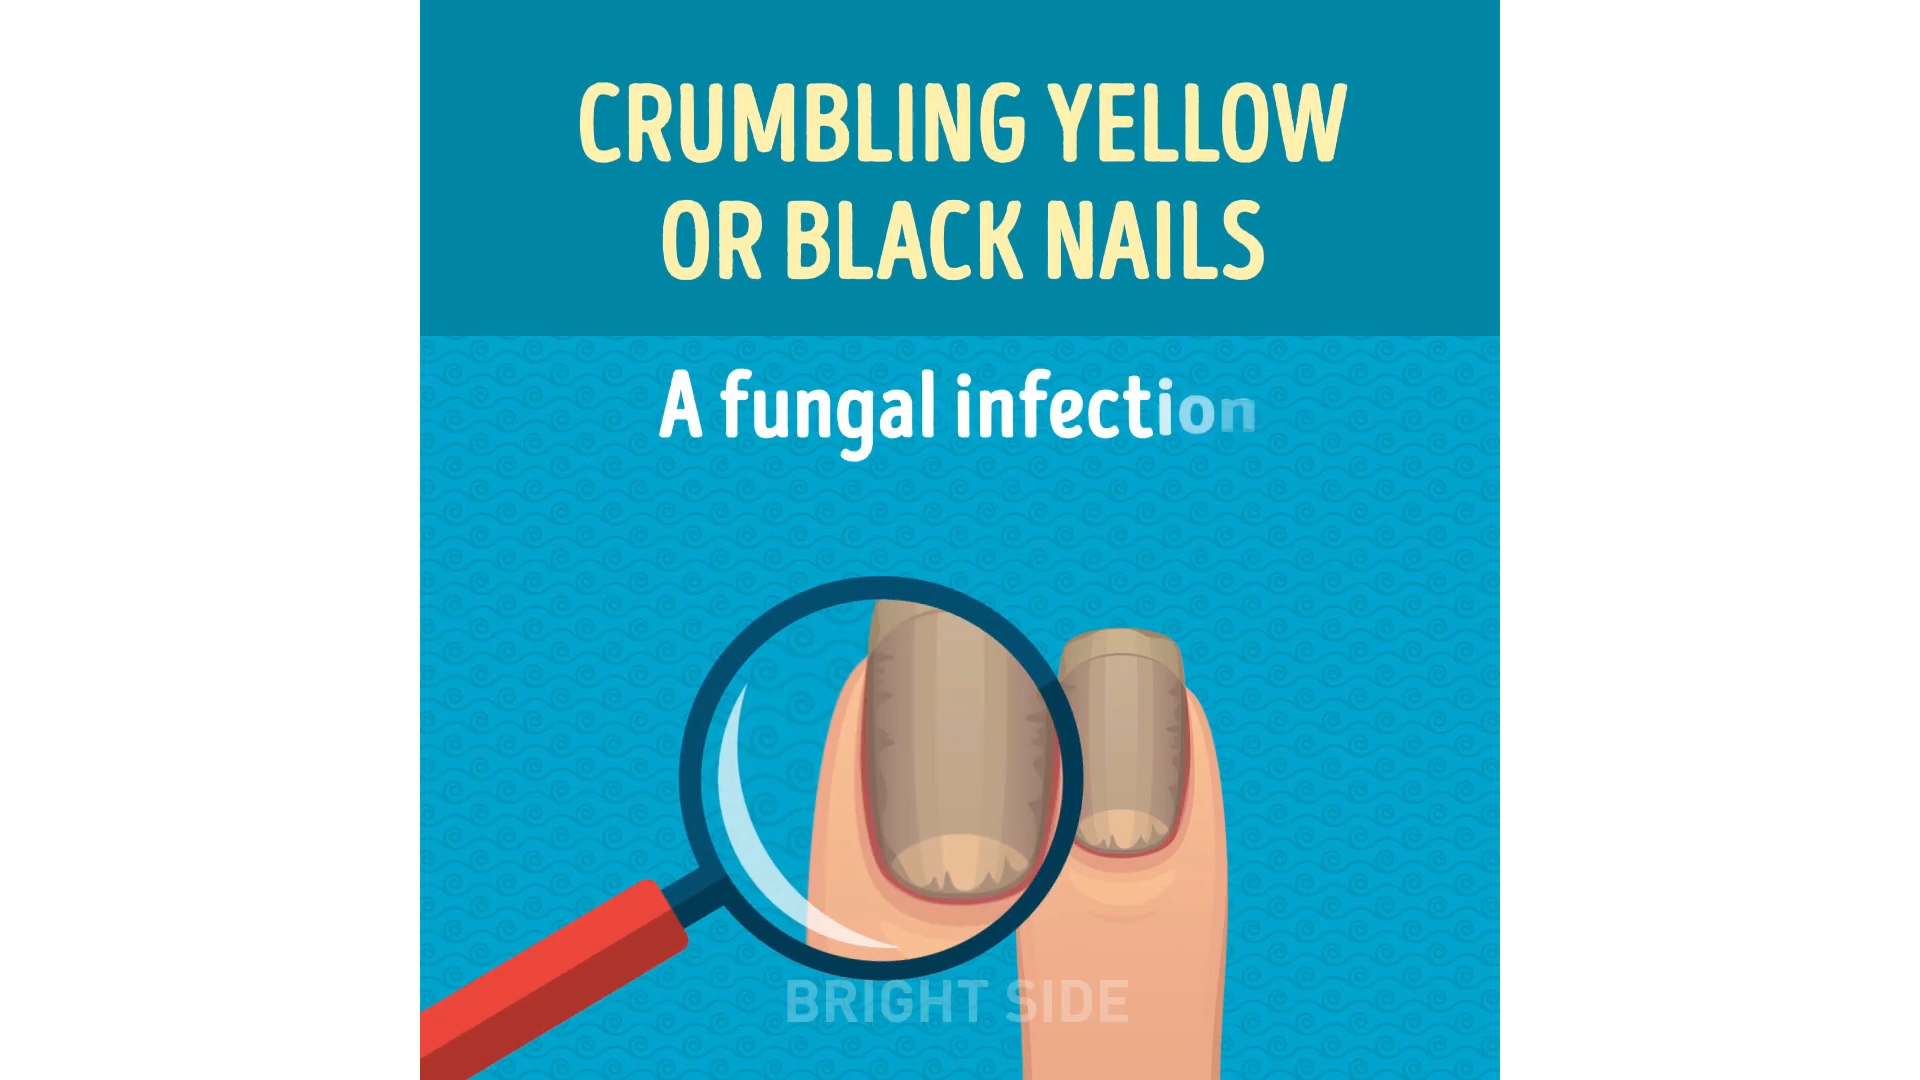 CRUMBLING YELLOW
OR BLACK NAILS
A fungal infection
BRIGHT SIDE